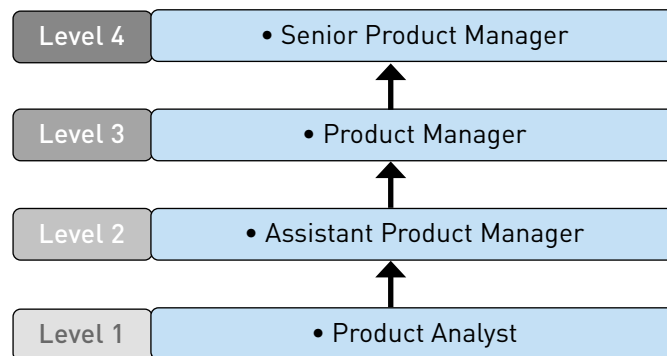 Level 4 • Senior Product Manager
Level 3 • Product Manager
Level 2 • Assistant Product Manager
Level 1 • Product Analyst